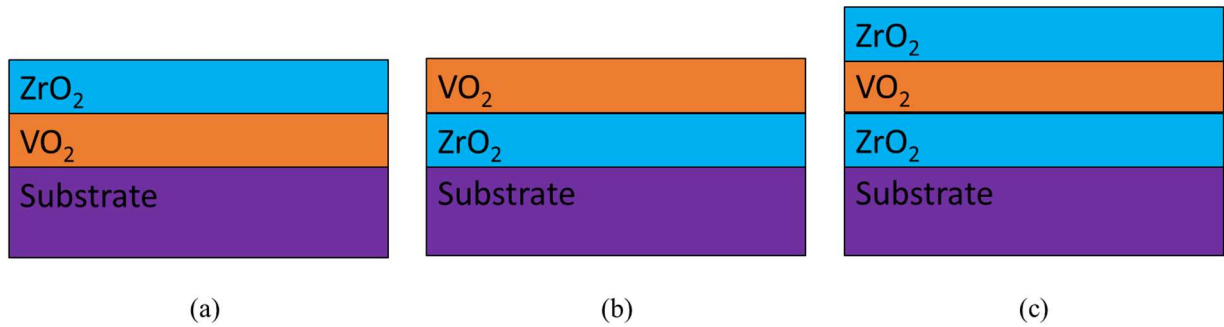 ZrO₂
VO₂
Substrate
(a)
VO₂
ZrO₂
Substrate
(b)
ZrO₂
VO₂
ZrO₂
Substrate
(c)